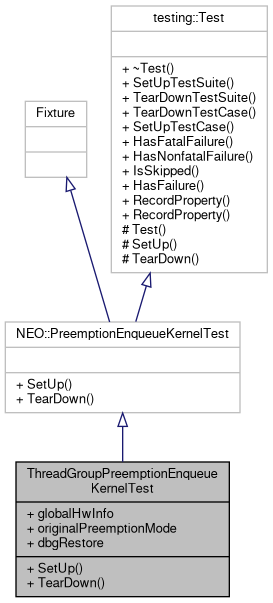 testing::Test
+ ~Test()
+ SetUpTestSuite()
+ TearDownTestSuite()
+ TearDownTestCase()
+ SetUpTestCase()
+ HasFatalFailure()
+ HasNonfatalFailure()
+ IsSkipped()
+ HasFailure()
+ RecordProperty()
+ RecordProperty()
# Test()
# SetUp()
# TearDown()
Fixture
NEO::PreemptionEnqueueKernelTest
+ SetUp()
+ TearDown()
ThreadGroupPreemptionEnqueue
KernelTest
+ globalHwInfo
+ originalPreemptionMode
+ dbgRestore
+ SetUp()
+ TearDown()